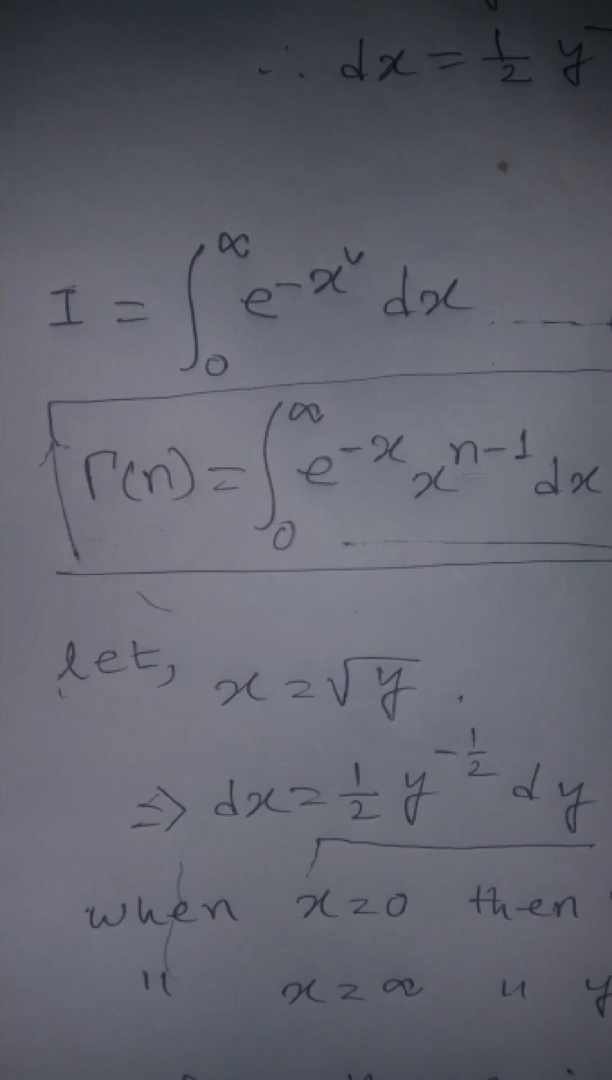 ∴ dx = 1/2 y
I = ∫₀^∞ e^-x² dx
Γ(n) = ∫₀^∞ e^-x x^n-1 dx
let, x = √y.
⇒ dx = 1/2 y^-1/2 dy
when x=0 then
" x=∞ " y